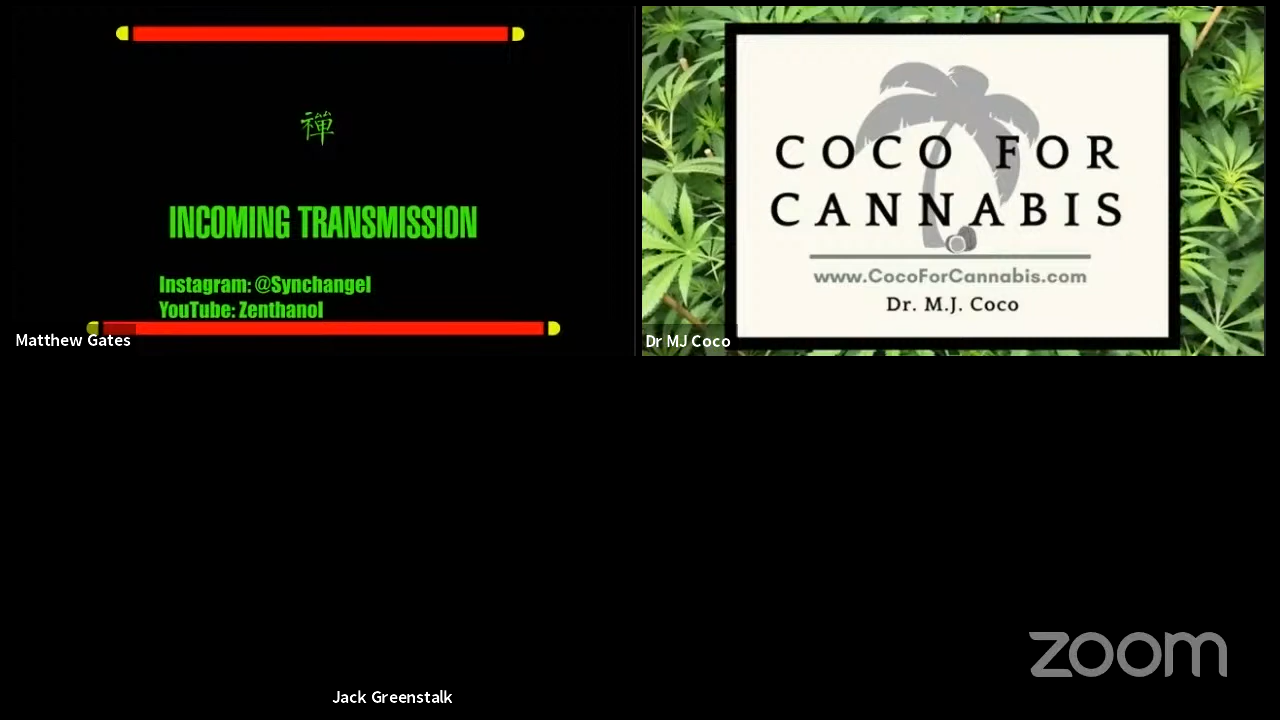 禪
INCOMING TRANSMISSION
Instagram: @Synchangel
YouTube: Zenthanol
Matthew Gates
COCO FOR
CANNABIS
www.CocoForCannabis.com
Dr. M.J. Coco
Dr MJ Coco
zoom
Jack Greenstalk